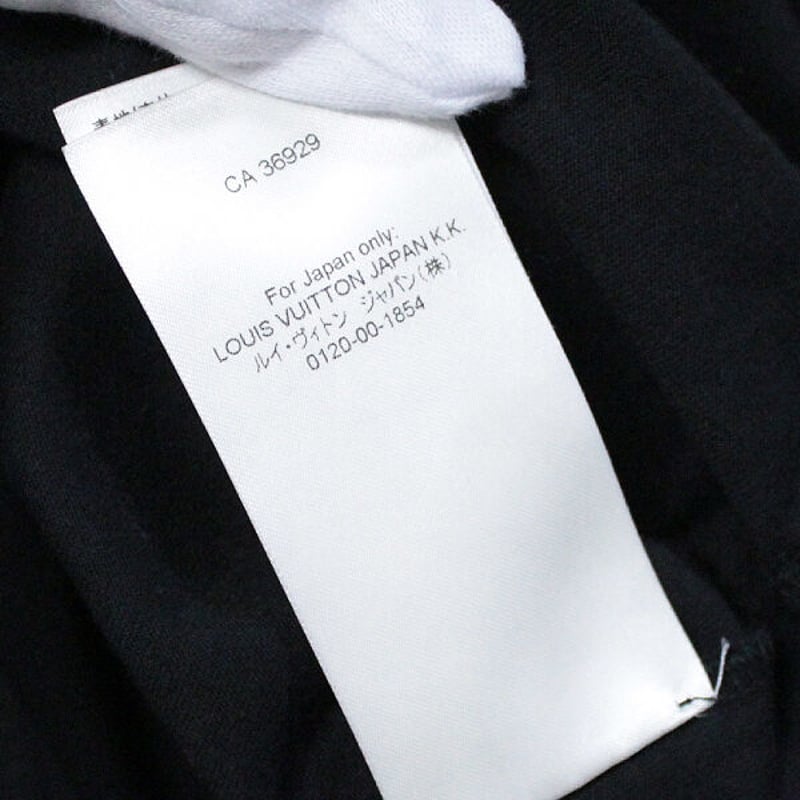 CA 36929
For Japan only:
LOUIS VUITTON JAPAN K.K.
ルイ・ヴィトン ジャパン(株)
0120-00-1854